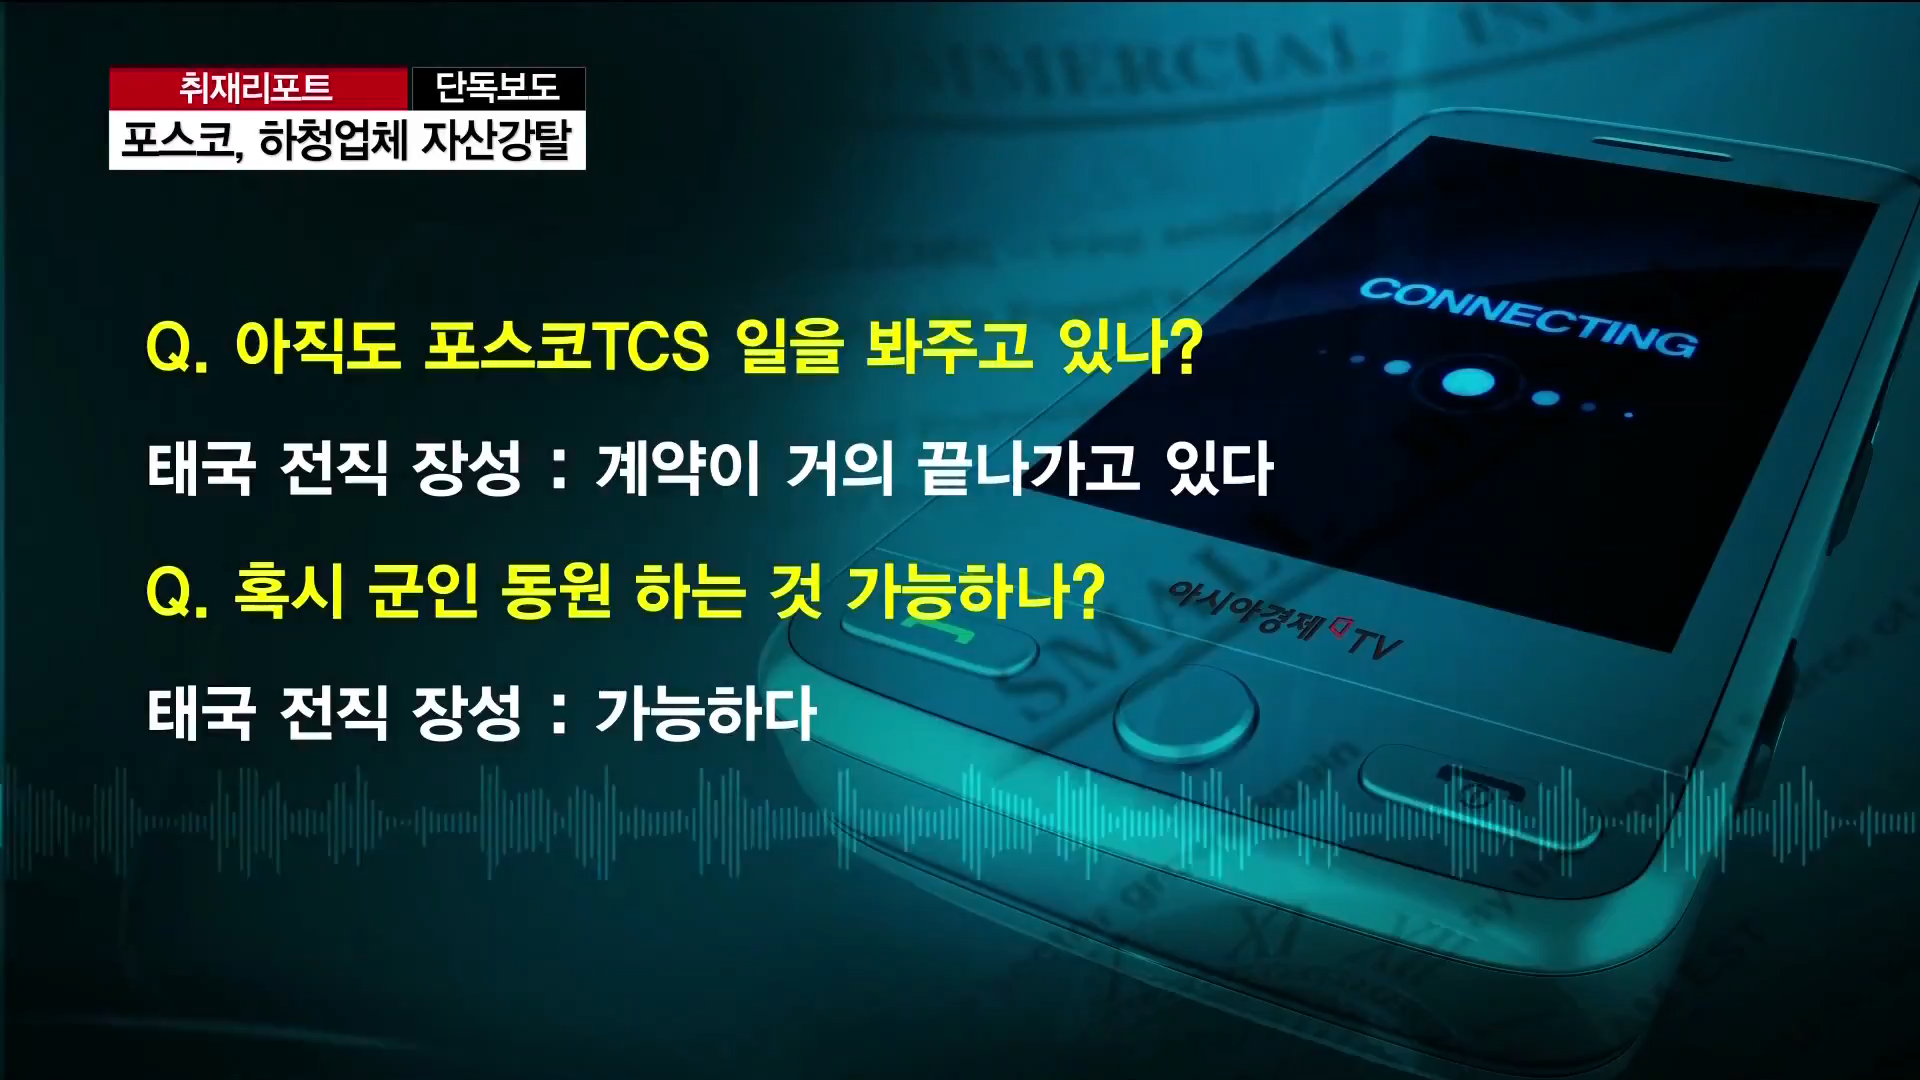 취재리포트 단독보도
포스코, 하청업체 자산강탈
COMMERCIAL INV
CONNECTING
Q. 아직도 포스코TCS 일을 봐주고 있나?
태국 전직 장성 : 계약이 거의 끝나가고 있다
Q. 혹시 군인 동원 하는 것 가능하나?
태국 전직 장성 : 가능하다
아시아경제TV
SMALL